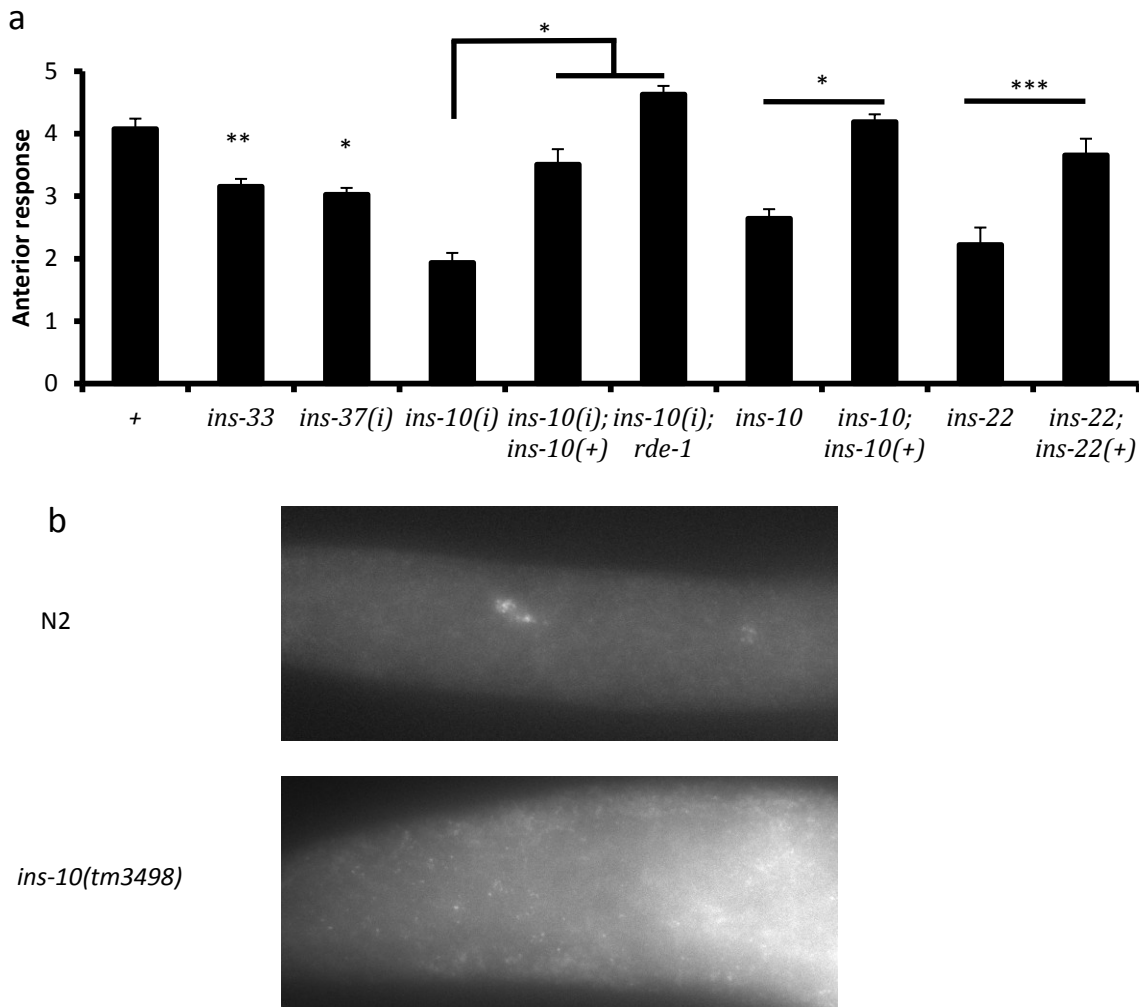 a
*
5
*
***
4
**
*
3
2
1
0
Anterior response
+
ins-33
ins-37(i)
ins-10(i)
ins-10(i);
ins-10(+)
ins-10(i);
rde-1
ins-10
ins-10;
ins-10(+)
ins-22
ins-22;
ins-22(+)
b
N2
ins-10(tm3498)